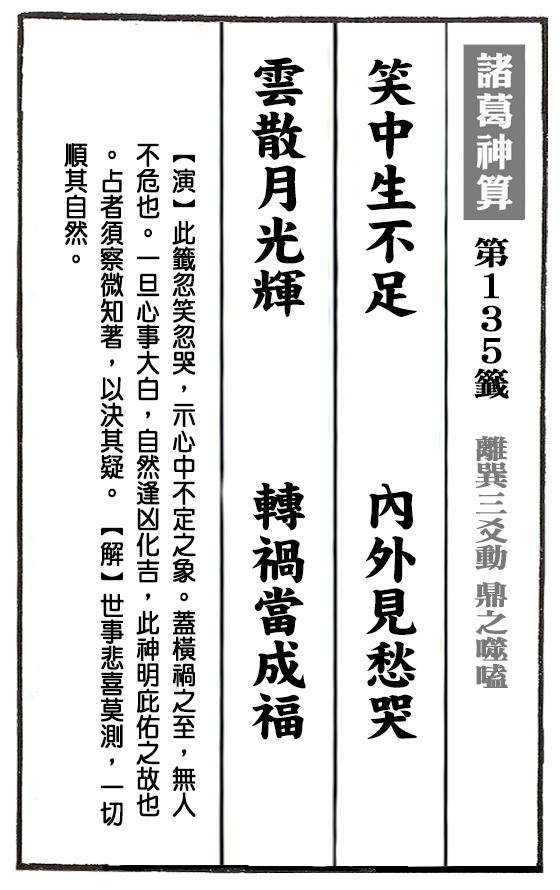 諸葛神算 第135籤 離巽三爻動 鼎之噬嗑
笑中生不足 內外見愁哭
雲散月光輝 轉禍當成福
【演】此籤忽笑忽哭，示心中不定之象。蓋橫禍之至，無人
不危也。一旦心事大白，自然逢凶化吉，此神明庇佑之故也
。占者須察微知著，以決其疑。 【解】世事悲喜莫測，一切
順其自然。